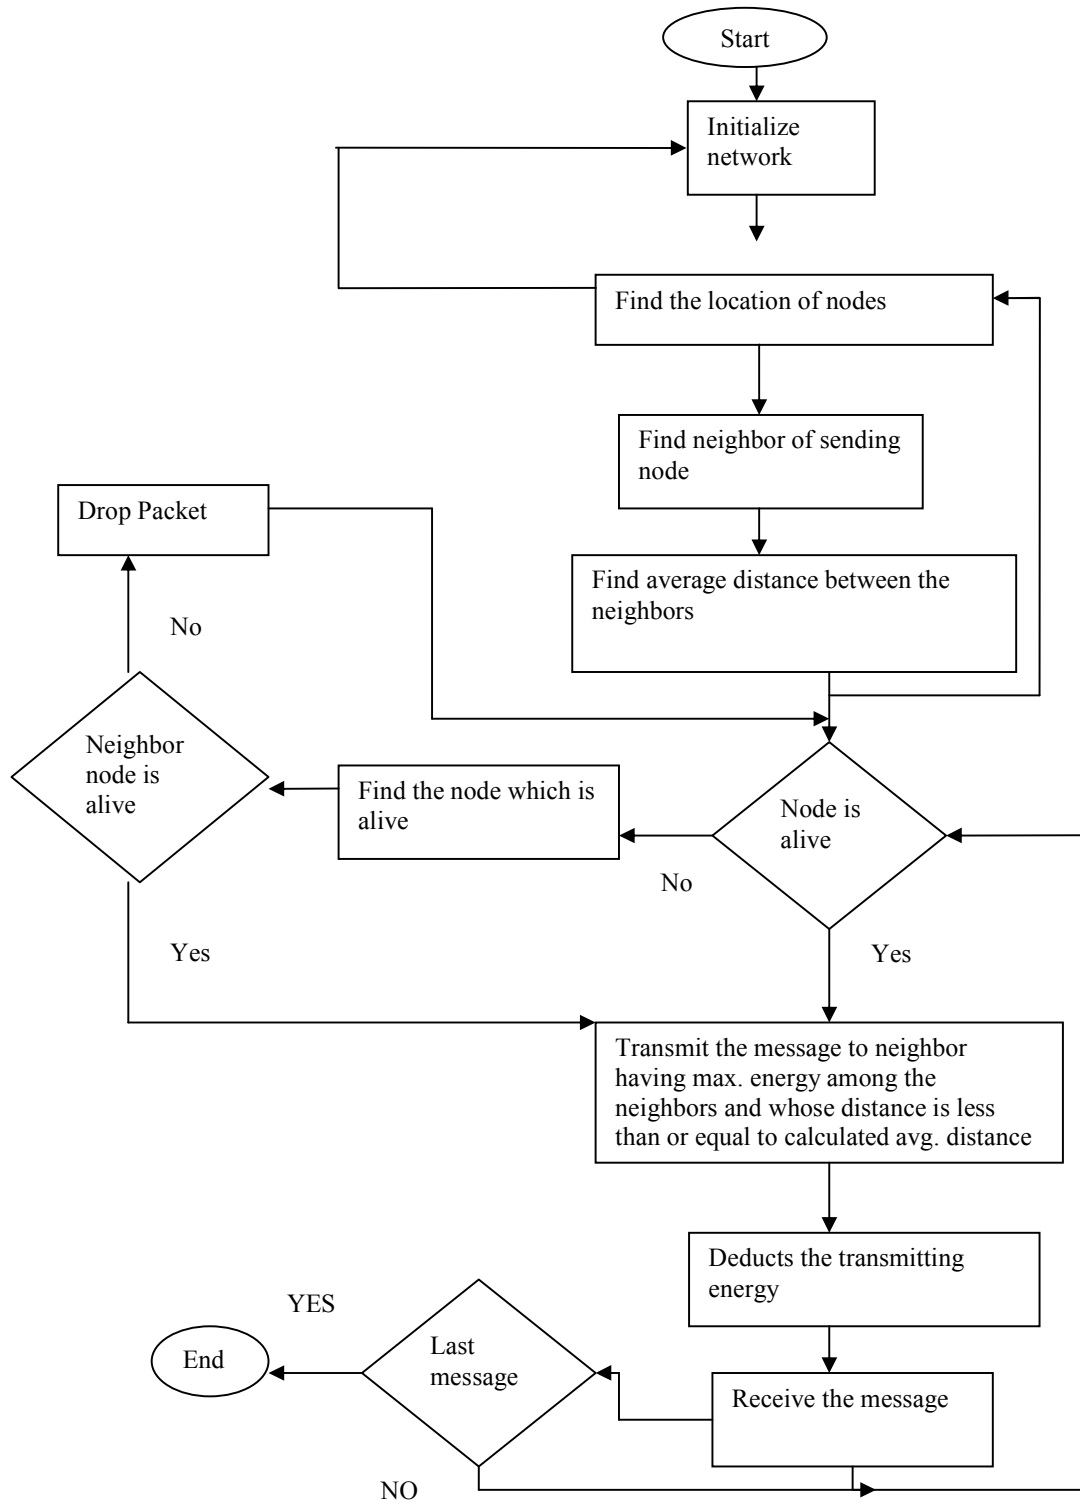 Start
Initialize
network
Find the location of nodes
Find neighbor of sending
node
Drop Packet
Find average distance between the
neighbors
No
Neighbor
node is
alive
Find the node which is
alive
Node is
alive
No
Yes
Yes
Transmit the message to neighbor
having max. energy among the
neighbors and whose distance is less
than or equal to calculated avg. distance
Deducts the transmitting
energy
YES
End
Last
message
Receive the message
NO